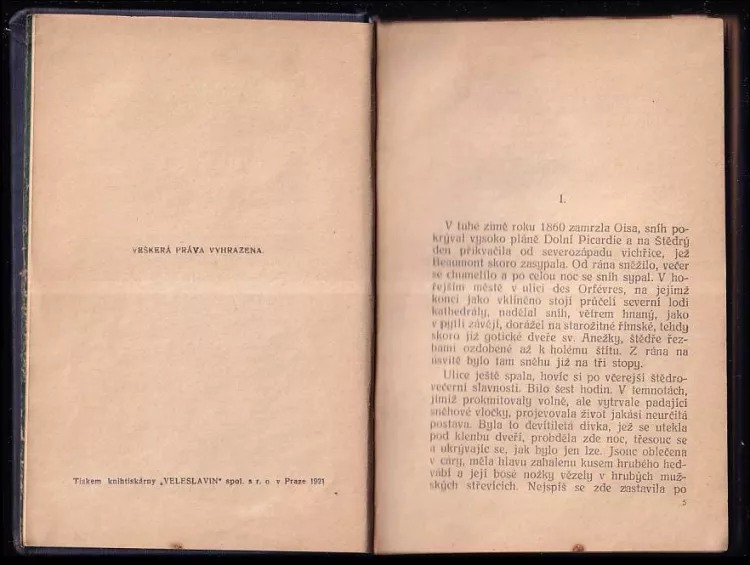 VEŠKERÁ PRÁVA VYHRAŽENA.
Tiskem knihtiskárny „VELESLAVIN“ spol. s r. o v Praze 1921
I.
V tuhé zimě roku 1860 zamrzla Oisa, sníh po-
krýval vysoko pláně Dolní Picardie a na Štědrý
den přikvačila od severozápadu vichřice, jež
Beaumont skoro zasypala. Od rána sněžilo, večer
se chumelilo a po celou noc se sníh sypal. V ho-
řejším městě v ulici des Orfévres, na jejímž
konci jako vklíněno stojí průčelí severní lodi
kathedrály, nadělal sníh, větrem hnaný, jako
v pytli závějí, dorážel na starožitné římské, tehdy
skoro již gotické dveře sv. Anežky, štědře řez-
bami ozdobené až k holému štítu. Z rána na
úsvitě bylo tam sněhu již na tři stopy.
Ulice ještě spala, hovíc si po včerejší štědro-
večerní slavnosti. Bilo šest hodin. V temnotách,
jimiž prokmitovaly volně, ale vytrvale padající
sněhové vločky, projevovala život jakási neurčitá
postava. Byla to devítiletá dívka, jež se utekla
pod klenbu dveří, probděla zde noc, třesouc se
a ukrývajíc se, jak bylo jen lze. Jsouc oblečena
v cáry, měla hlavu zahalenu kusem hrubého hed-
vábí a její bosé nožky vězely v hrubých muž-
ských střevících. Nejspíš se zde zastavila po
5